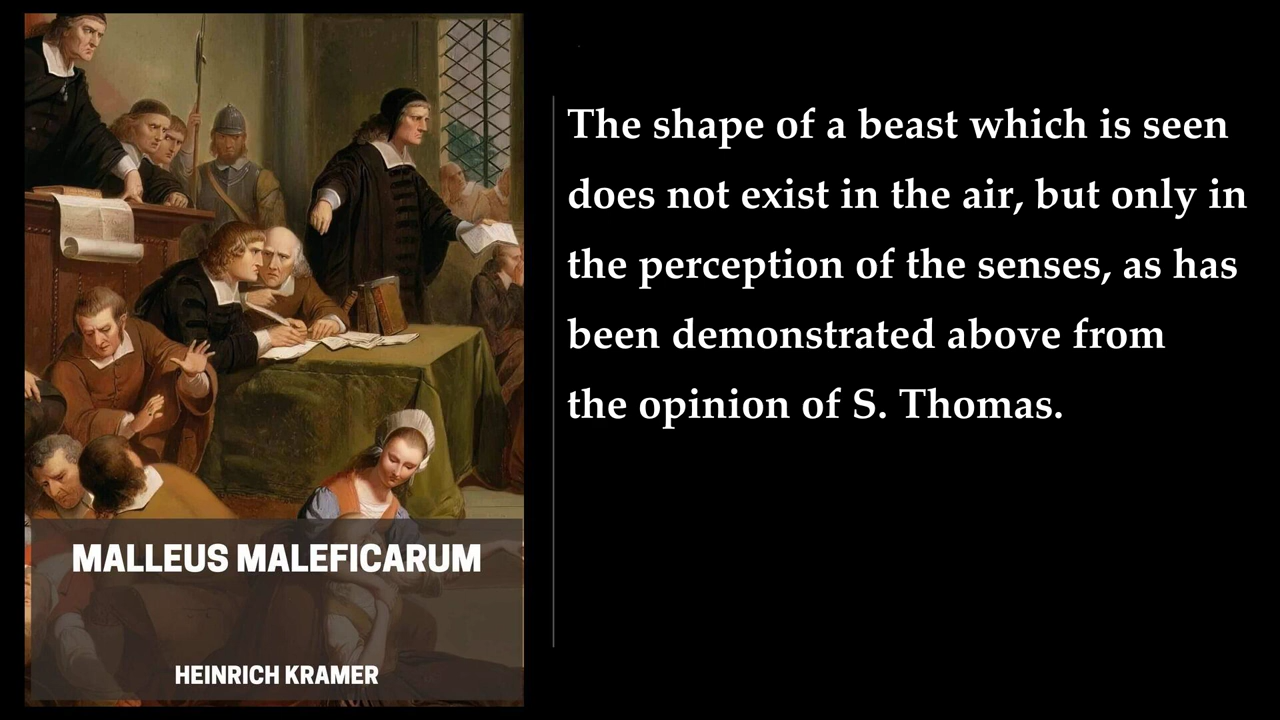 MALLEUS MALEFICARUM
HEINRICH KRAMER
The shape of a beast which is seen
does not exist in the air, but only in
the perception of the senses, as has
been demonstrated above from
the opinion of S. Thomas.